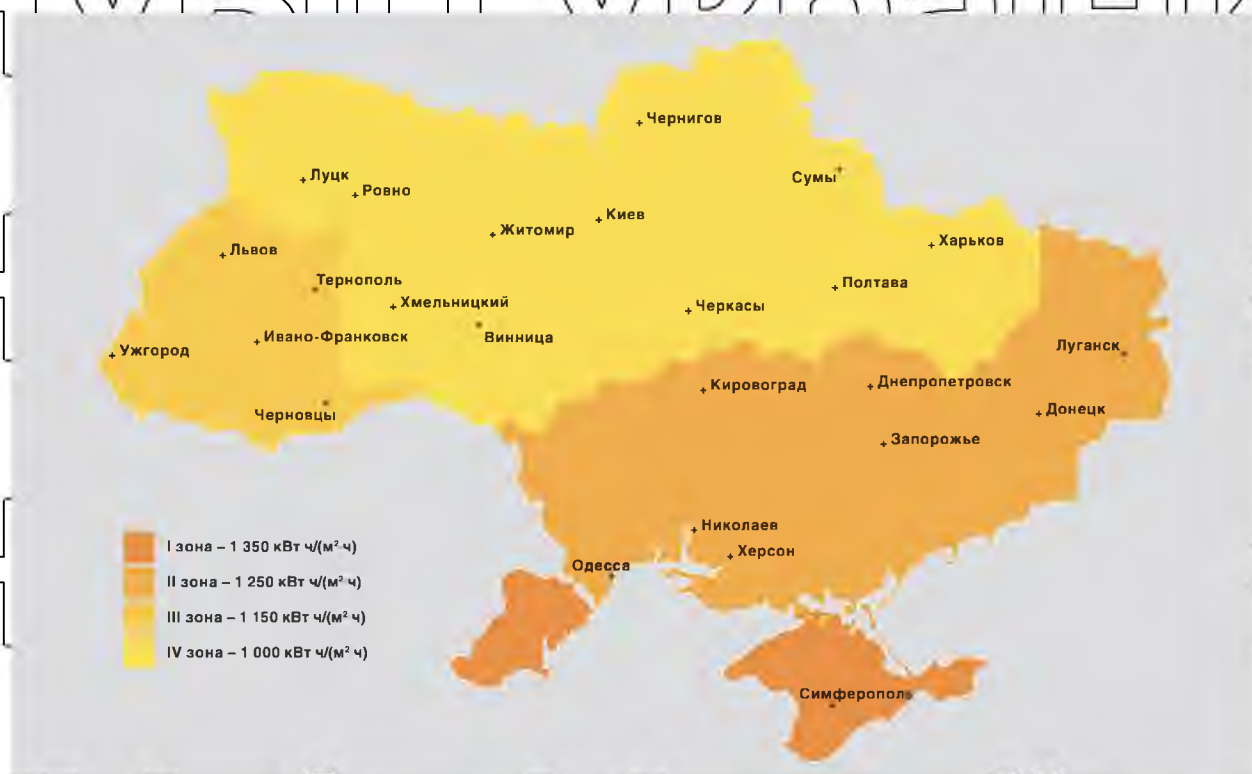 Чернигов
Луцк
Сумы
Ровно
Киев
Житомир
Харьков
Львов
Тернополь
Полтава
Хмельницкий
Черкасы
Ивано-Франковск
Винница
Ужгород
Луганск
Кировоград
Днепропетровск
Черновцы
Донецк
Запорожье
Николаев
Херсон
Одесса
I зона – 1 350 кВт ч/(м² ч)
II зона – 1 250 кВт ч/(м² ч)
III зона – 1 150 кВт ч/(м² ч)
IV зона – 1 000 кВт ч/(м² ч)
Симферополь